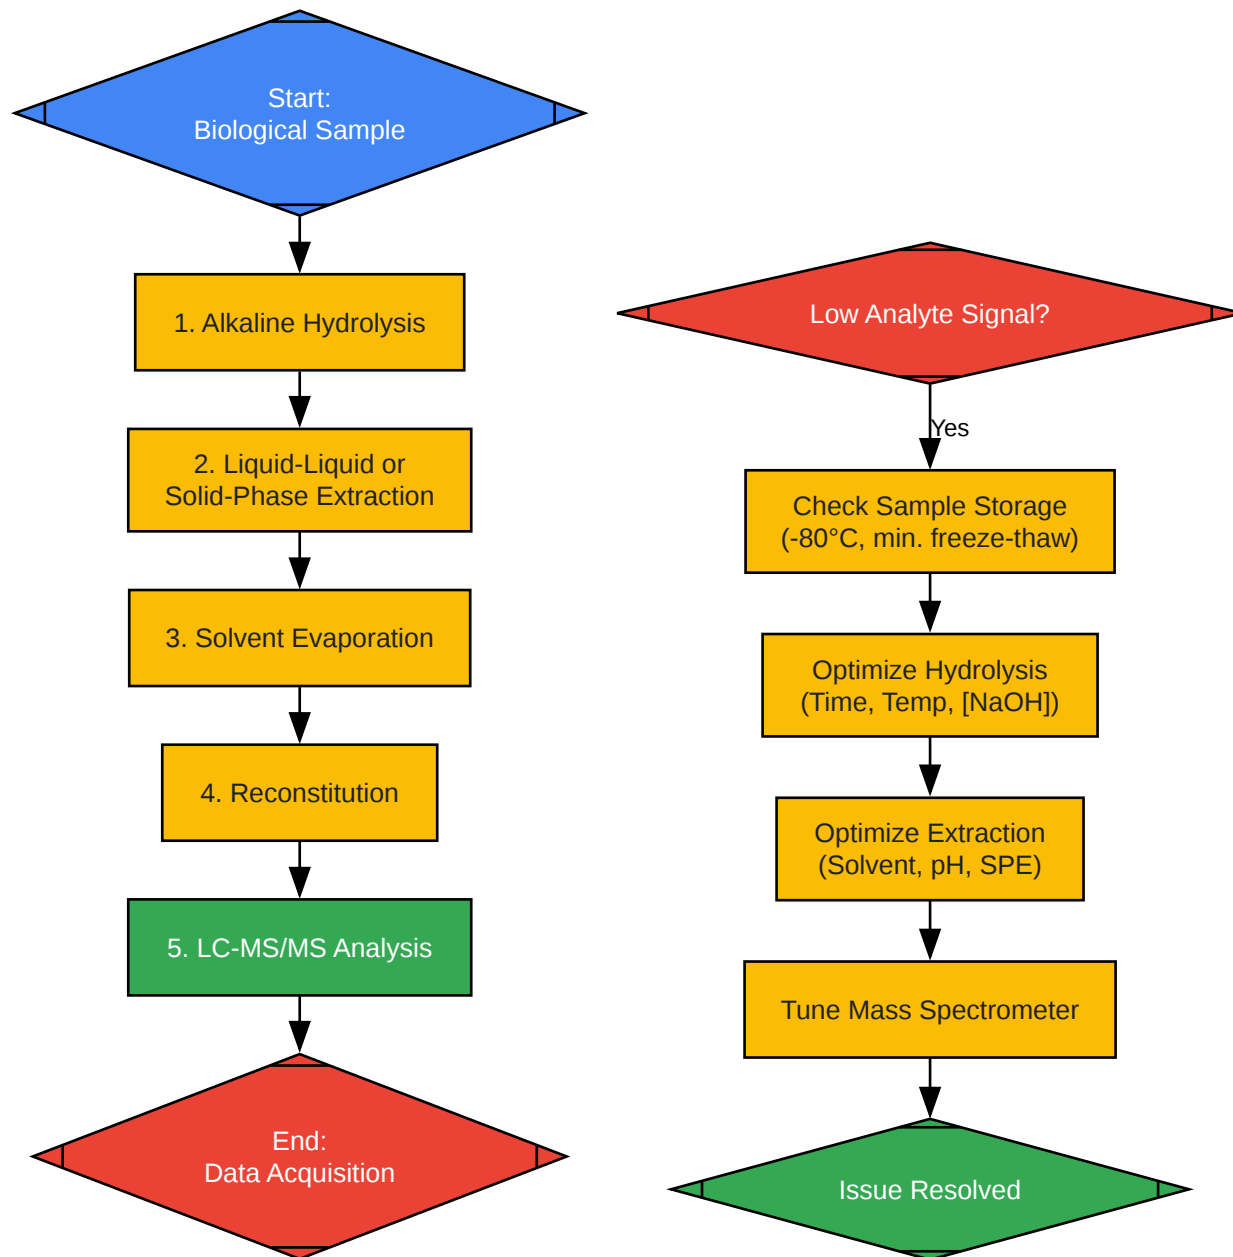 Start:
Biological Sample
1. Alkaline Hydrolysis
2. Liquid-Liquid or
Solid-Phase Extraction
3. Solvent Evaporation
4. Reconstitution
5. LC-MS/MS Analysis
End:
Data Acquisition
Low Analyte Signal?
Yes
Check Sample Storage
(-80°C, min. freeze-thaw)
Optimize Hydrolysis
(Time, Temp, [NaOH])
Optimize Extraction
(Solvent, pH, SPE)
Tune Mass Spectrometer
Issue Resolved